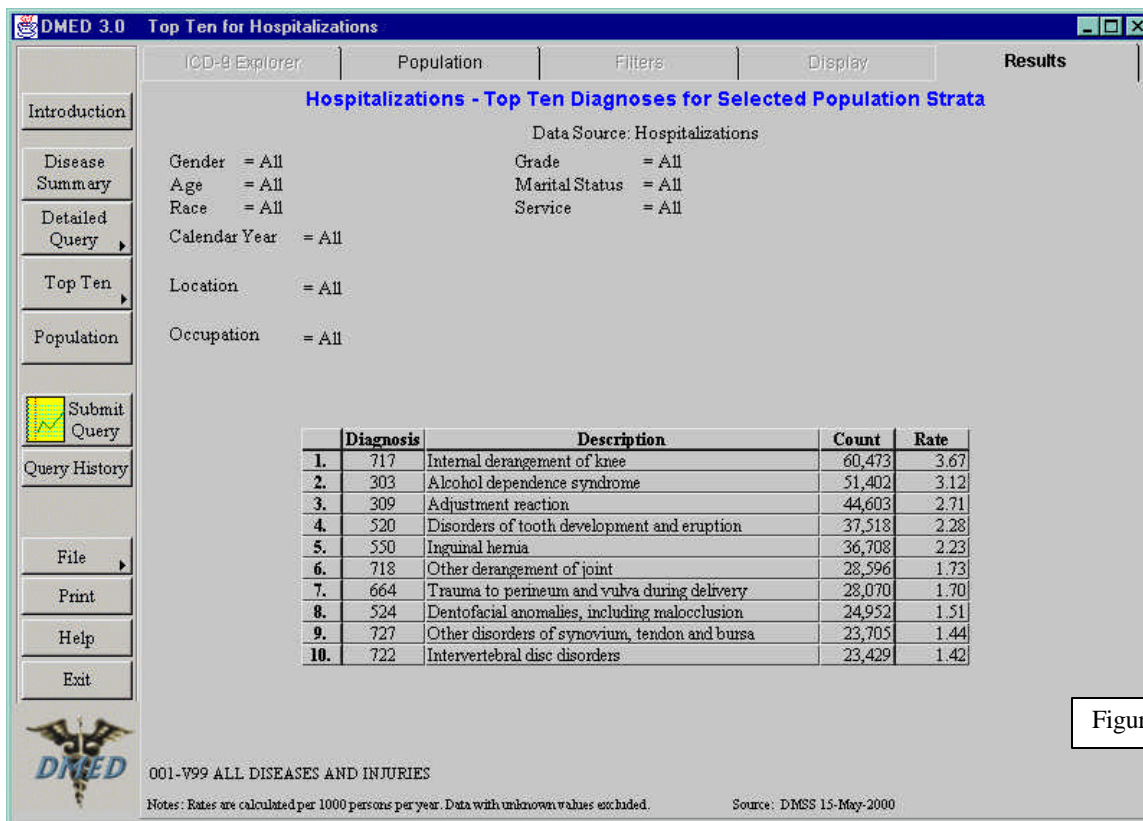 DMED 3.0 Top Ten for Hospitalizations
ICD-9 Explorer Population Filters Display Results
Introduction
Disease
Summary
Detailed
Query
Top Ten
Population
Submit
Query
Query History
File
Print
Help
Exit
DMED
Hospitalizations - Top Ten Diagnoses for Selected Population Strata
Data Source: Hospitalizations
Gender = All Grade = All
Age = All Marital Status = All
Race = All Service = All
Calendar Year = All
Location = All
Occupation = All
Diagnosis Description Count Rate
1. 717 Internal derangement of knee 60,473 3.67
2. 303 Alcohol dependence syndrome 51,402 3.12
3. 309 Adjustment reaction 44,603 2.71
4. 520 Disorders of tooth development and eruption 37,518 2.28
5. 550 Inguinal hernia 36,708 2.23
6. 718 Other derangement of joint 28,596 1.73
7. 664 Trauma to perineum and vulva during delivery 28,070 1.70
8. 524 Dentofacial anomalies, including malocclusion 24,952 1.51
9. 727 Other disorders of synovium, tendon and bursa 23,705 1.44
10. 722 Intervertebral disc disorders 23,429 1.42
Figur
001-V99 ALL DISEASES AND INJURIES
Notes: Rates are calculated per 1000 persons per year. Data with unknown values excluded. Source: DMSS 15-May-2000